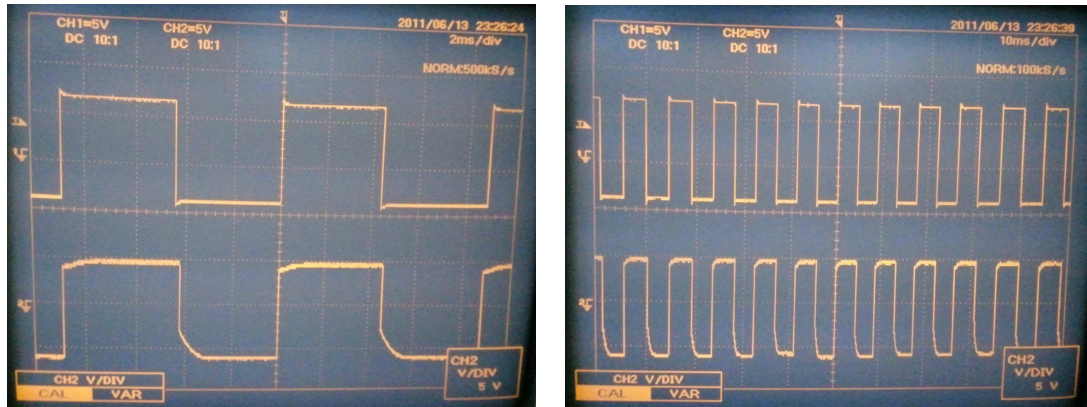 CH1=5V
DC 10:1
CH2=5V
DC 10:1
2011/06/13 23:26:24
2ms/div
NORM:500kS/s
CH2 V/DIV
CAL VAR
CH2
V/DIV
5 V
CH1=5V
DC 10:1
CH2=5V
DC 10:1
2011/06/13 23:26:39
10ms/div
NORM:100kS/s
CH2 V/DIV
CAL VAR
CH2
V/DIV
5 V